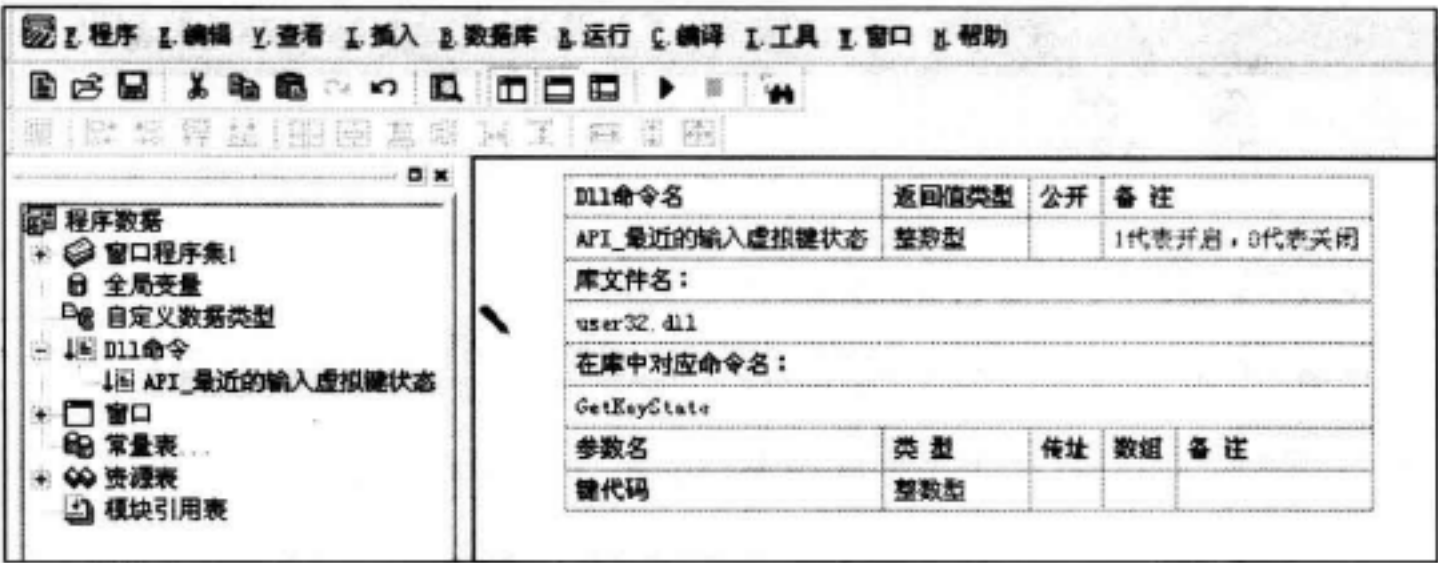 F.程序 E.编辑 V.查看 I.插入 B.数据库 R.运行 C.编译 T.工具 W.窗口 H.帮助
程序数据
窗口程序集1
全局变量
自定义数据类型
Dll命令
API_最近的输入虚拟键状态
窗口
常量表...
资源表
模块引用表
Dll命令名 返回值类型 公开 备 注
API_最近的输入虚拟键状态 整数型 1代表开启,0代表关闭
库文件名:
user32.dll
在库中对应命令名:
GetKeyState
参数名 类 型 传址 数组 备 注
键代码 整数型